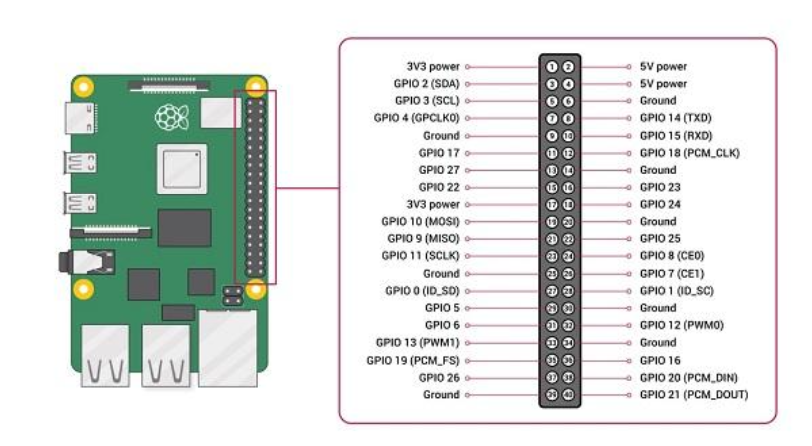 3V3 power 1 2 5V power
GPIO 2 (SDA) 3 4 5V power
GPIO 3 (SCL) 5 6 Ground
GPIO 4 (GPCLK0) 7 8 GPIO 14 (TXD)
Ground 9 10 GPIO 15 (RXD)
GPIO 17 11 12 GPIO 18 (PCM_CLK)
GPIO 27 13 14 Ground
GPIO 22 15 16 GPIO 23
3V3 power 17 18 GPIO 24
GPIO 10 (MOSI) 19 20 Ground
GPIO 9 (MISO) 21 22 GPIO 25
GPIO 11 (SCLK) 23 24 GPIO 8 (CE0)
Ground 25 26 GPIO 7 (CE1)
GPIO 0 (ID_SD) 27 28 GPIO 1 (ID_SC)
GPIO 5 29 30 Ground
GPIO 6 31 32 GPIO 12 (PWM0)
GPIO 13 (PWM1) 33 34 Ground
GPIO 19 (PCM_FS) 35 36 GPIO 16
GPIO 26 37 38 GPIO 20 (PCM_DIN)
Ground 39 40 GPIO 21 (PCM_DOUT)